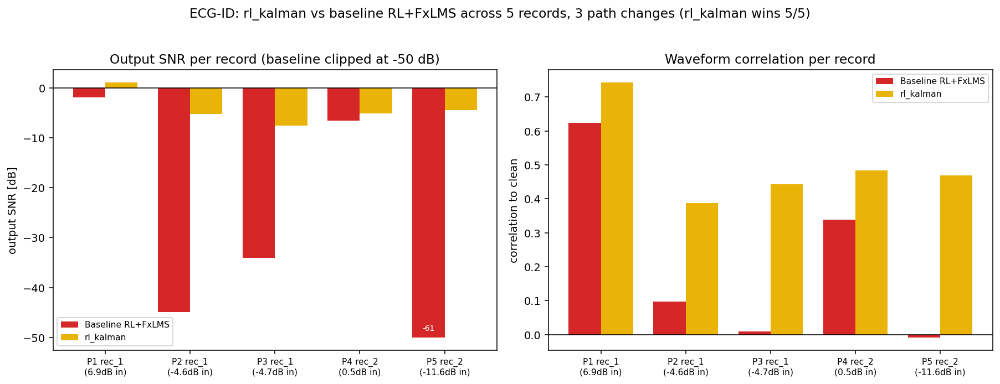 ECG-ID: rl_kalman vs baseline RL+FxLMS across 5 records, 3 path changes (rl_kalman wins 5/5)
Output SNR per record (baseline clipped at -50 dB)
output SNR [dB]
0
−10
−20
−30
−40
−50
-61
Baseline RL+FxLMS
rl_kalman
P1 rec_1
(6.9dB in)
P2 rec_1
(-4.6dB in)
P3 rec_1
(-4.7dB in)
P4 rec_2
(0.5dB in)
P5 rec_2
(-11.6dB in)
Waveform correlation per record
correlation to clean
0.7
0.6
0.5
0.4
0.3
0.2
0.1
0.0
Baseline RL+FxLMS
rl_kalman
P1 rec_1
(6.9dB in)
P2 rec_1
(-4.6dB in)
P3 rec_1
(-4.7dB in)
P4 rec_2
(0.5dB in)
P5 rec_2
(-11.6dB in)